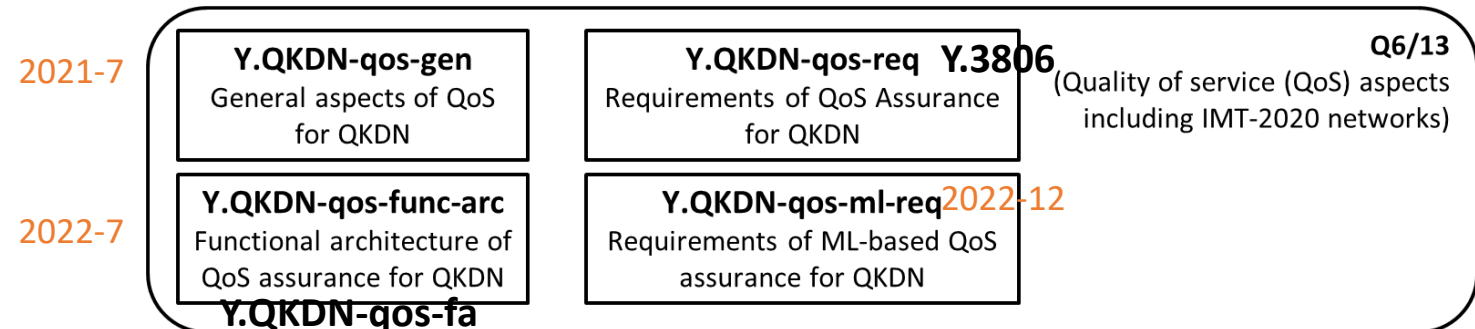 2021-7
Y.QKDN-qos-gen
General aspects of QoS
for QKDN
Y.QKDN-qos-req Y.3806
Requirements of QoS Assurance
for QKDN
Q6/13
(Quality of service (QoS) aspects
including IMT-2020 networks)
2022-7
Y.QKDN-qos-func-arc
Functional architecture of
QoS assurance for QKDN
Y.QKDN-qos-fa
Y.QKDN-qos-ml-req 2022-12
Requirements of ML-based QoS
assurance for QKDN